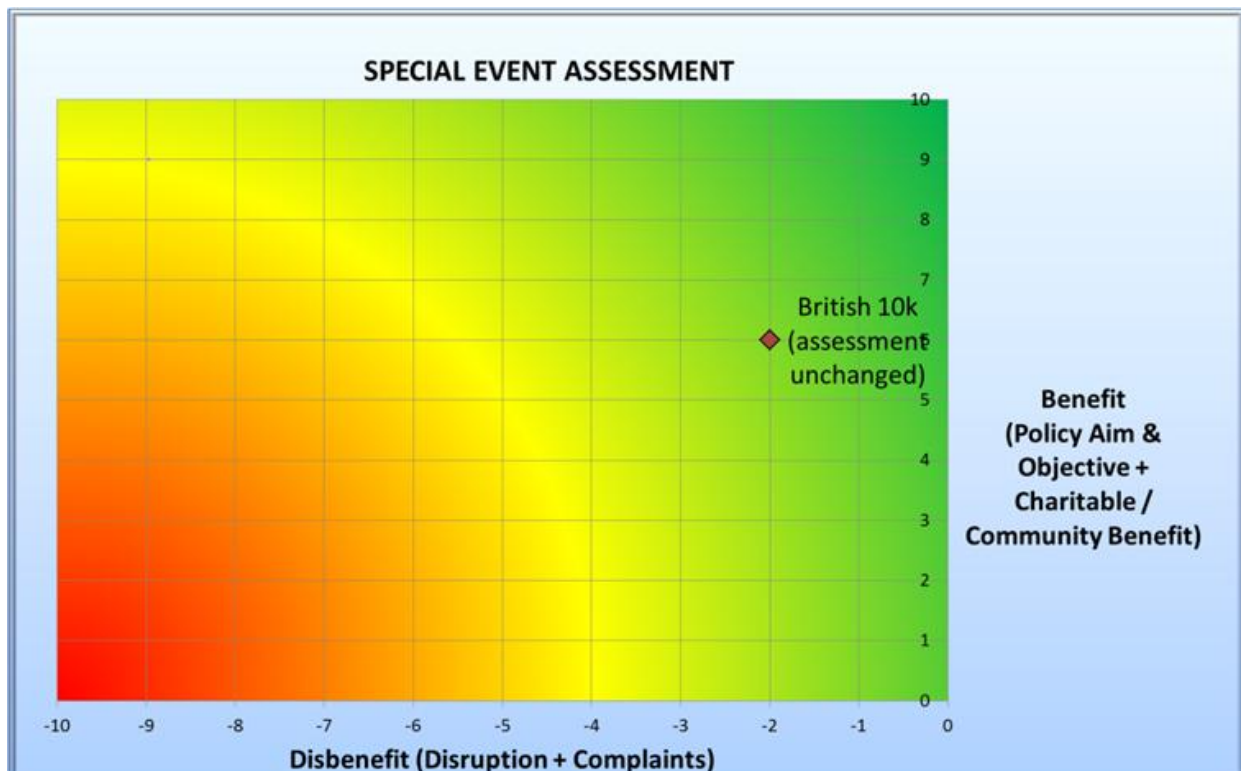 SPECIAL EVENT ASSESSMENT
10
9
8
7
British 10k
(assessment
6
unchanged)
5
4
3
2
1
0
Benefit
(Policy Aim &
Objective +
Charitable /
Community Benefit)
-10 -9 -8 -7 -6 -5 -4 -3 -2 -1 0
Disbenefit (Disruption + Complaints)